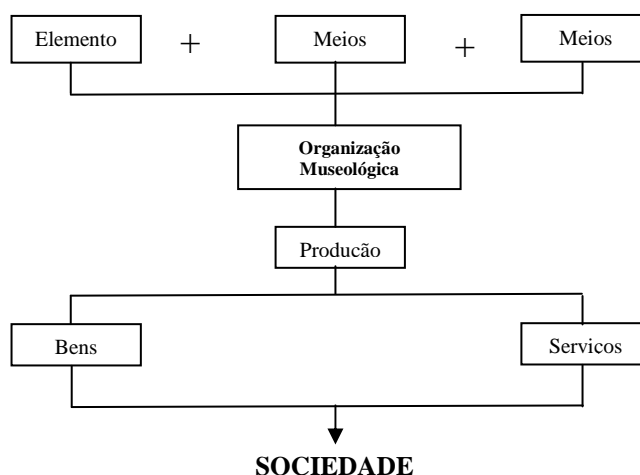 Elemento + Meios + Meios
Organização
Museológica
Producão
Bens Servicos
SOCIEDADE